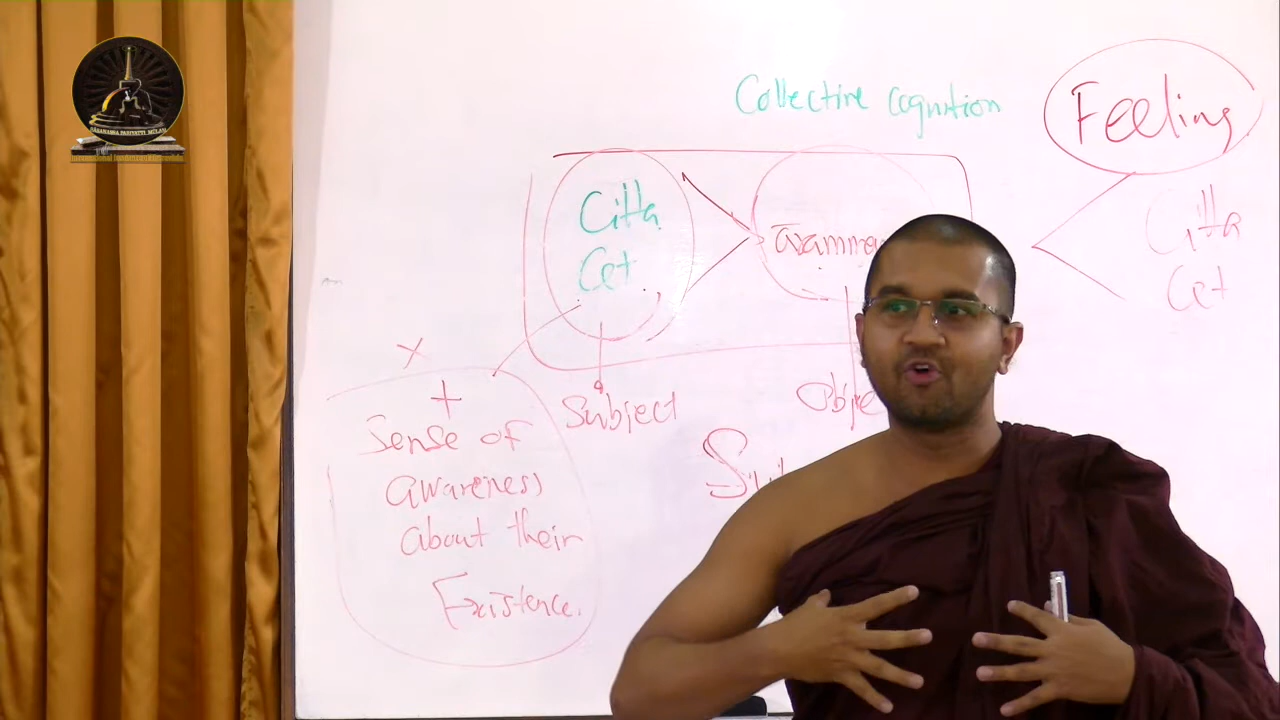 Collective cognition
Feeling
Citta
Cet
Citta
Cet
Subject
+
Sense of
awareness
about their
Existence.